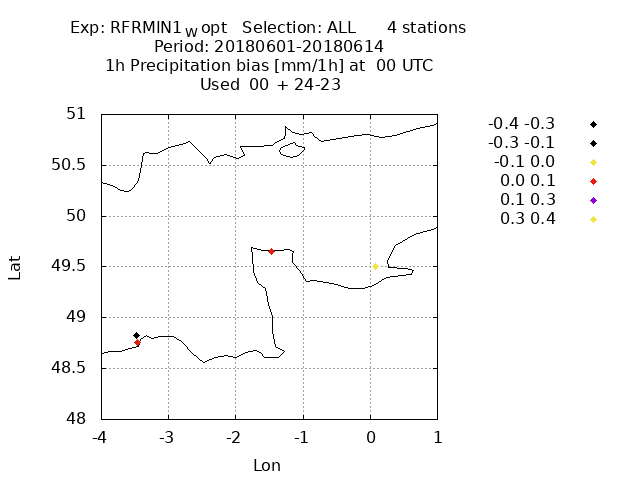 Exp: RFRMIN1 W opt   Selection: ALL      4 stations
Period: 20180601-20180614
1h Precipitation bias [mm/1h] at  00 UTC
Used  00 + 24-23
-0.4 -0.3
-0.3 -0.1
-0.1 0.0
0.0 0.1
0.1 0.3
0.3 0.4
51
50.5
50
49.5
49
48.5
48
Lat
-4 -3 -2 -1 0 1
Lon